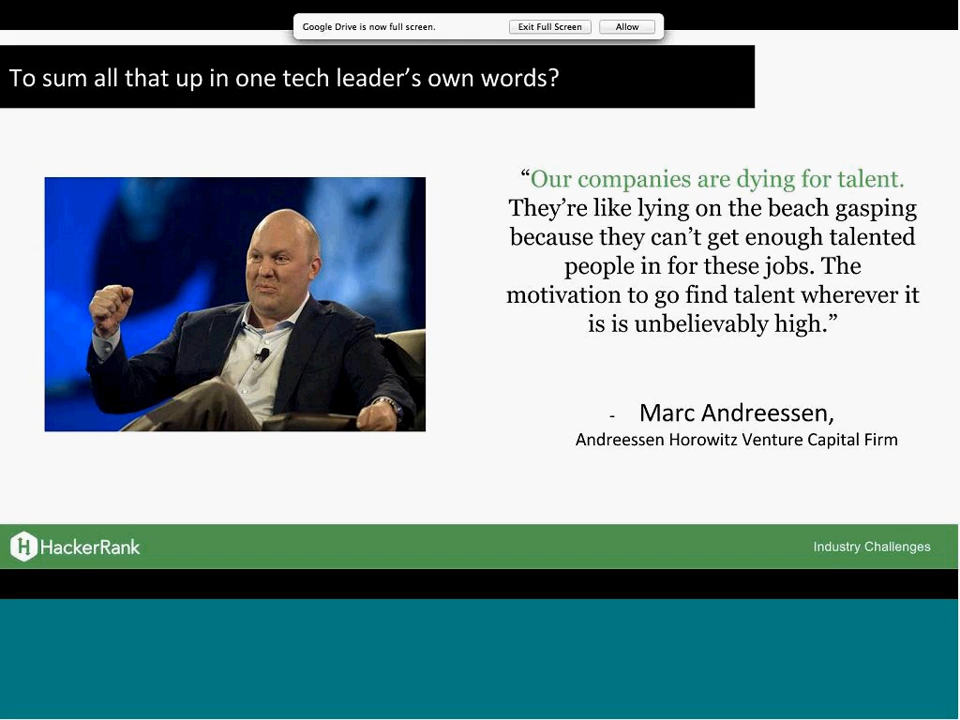 Google Drive is now full screen. Exit Full Screen Allow
To sum all that up in one tech leader’s own words?
“Our companies are dying for talent.
They’re like lying on the beach gasping
because they can’t get enough talented
people in for these jobs. The
motivation to go find talent wherever it
is is unbelievably high.”
- Marc Andreessen,
Andreessen Horowitz Venture Capital Firm
HackerRank
Industry Challenges